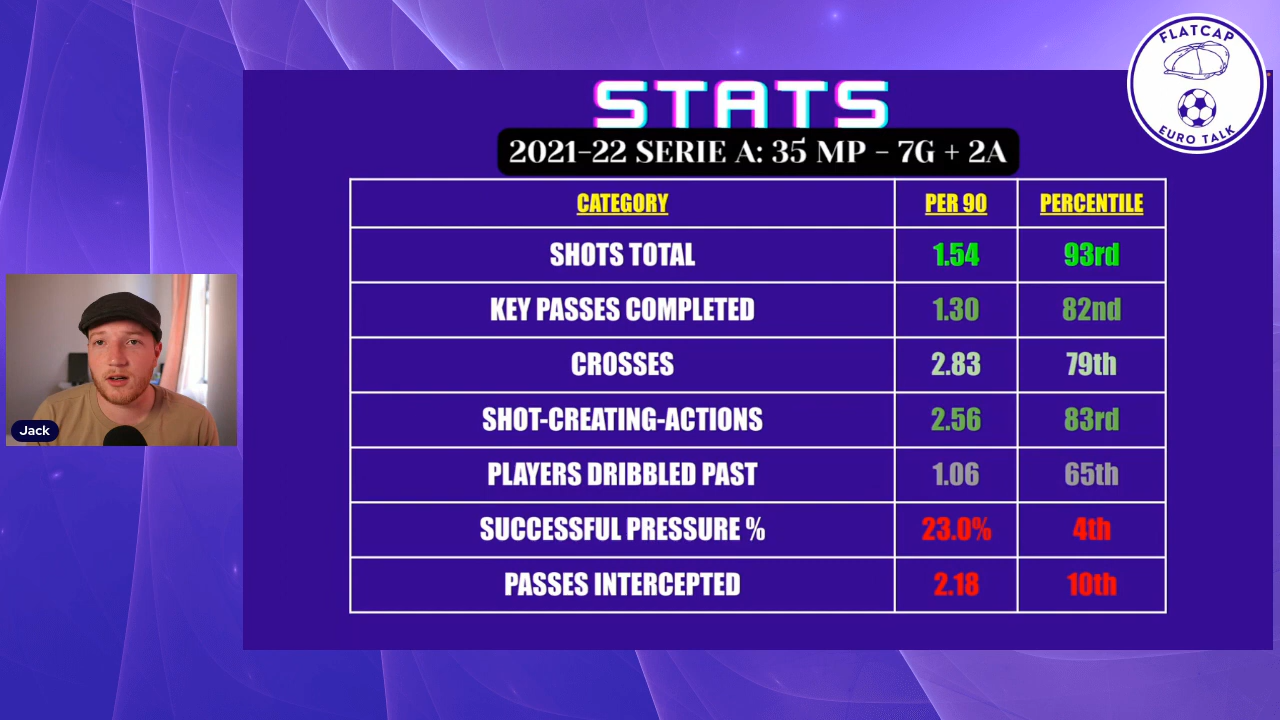 FLATCAP
EURO TALK
STATS
2021-22 SERIE A: 35 MP - 7G + 2A
CATEGORY PER 90 PERCENTILE
SHOTS TOTAL 1.54 93rd
KEY PASSES COMPLETED 1.30 82nd
CROSSES 2.83 79th
SHOT-CREATING-ACTIONS 2.56 83rd
PLAYERS DRIBBLED PAST 1.06 65th
SUCCESSFUL PRESSURE % 23.0% 4th
PASSES INTERCEPTED 2.18 10th
Jack